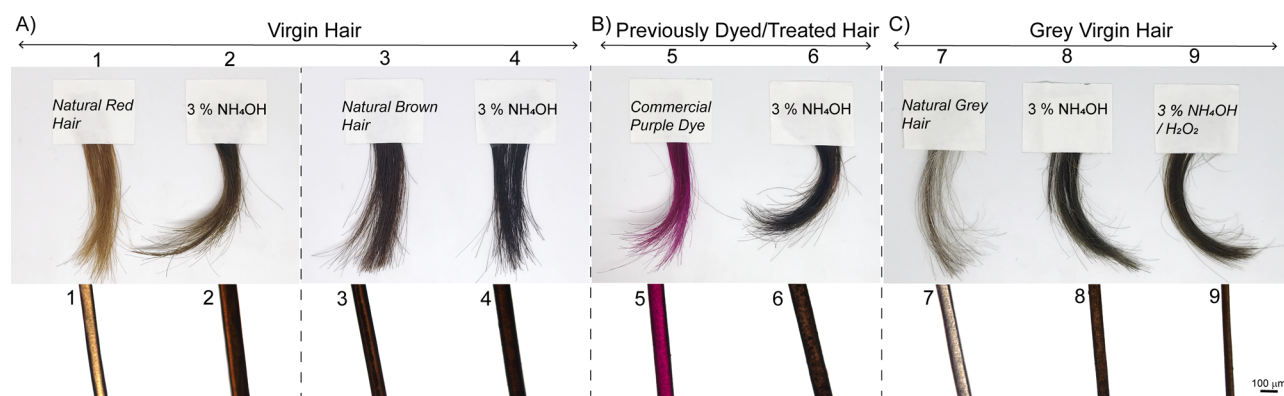 A)
Virgin Hair
B)
Previously Dyed/Treated Hair
C)
Grey Virgin Hair
1
2
3
4
5
6
7
8
9
Natural Red
Hair
3 % NH₄OH
Natural Brown
Hair
3 % NH₄OH
Commercial
Purple Dye
3 % NH₄OH
Natural Grey
Hair
3 % NH₄OH
3 % NH₄OH
/ H₂O₂
1
2
3
4
5
6
7
8
9
100 µm